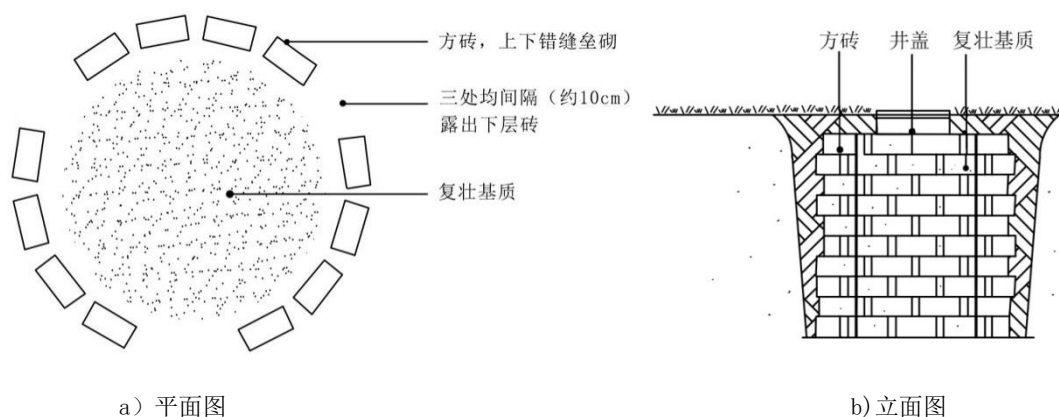 方砖，上下错缝垒砌
三处均间隔（约10cm）
露出下层砖
复壮基质
a）平面图
方砖 井盖 复壮基质
b)立面图